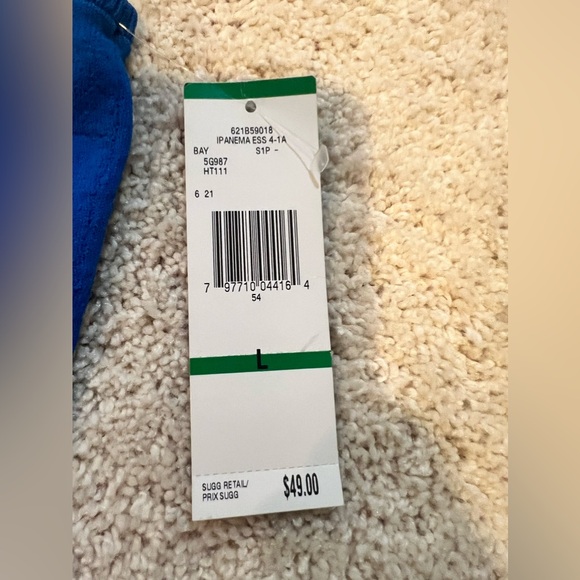 621B59018
IPANEMA ESS 4-1A
BAY S1P -
5G987
HT111
6 21
7 97710 04416 4
54
L
SUGG RETAIL/
PRIX SUGG
$49.00